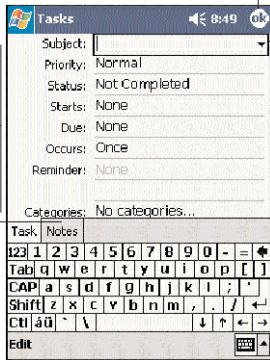 Tasks 8:49 ok
Subject:
Priority: Normal
Status: Not Completed
Starts: None
Due: None
Occurs: Once
Reminder: None
Categories: No categories...
Task Notes
123 1 2 3 4 5 6 7 8 9 0 - =
Tab q w e r t y u i o p [ ]
CAP a s d f g h j k l ; '
Shift z x c v b n m , . /
Ctl áü ` \
Edit